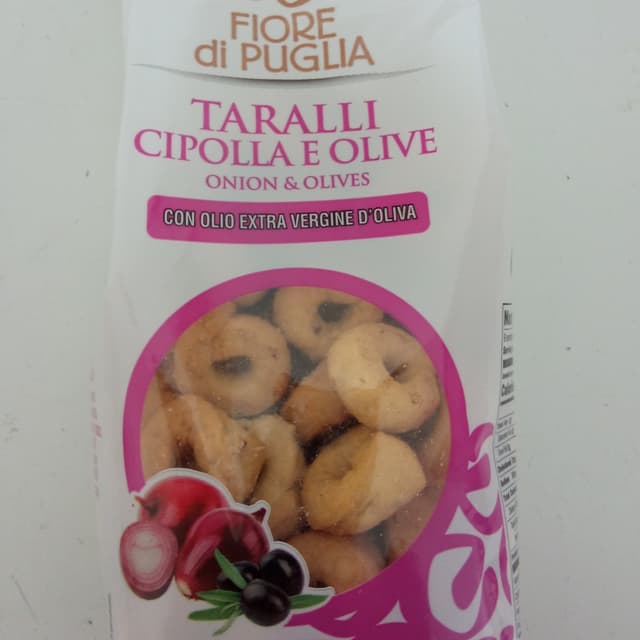 FIORE
di PUGLIA
TARALLI
CIPOLLA E OLIVE
ONION & OLIVES
CON OLIO EXTRA VERGINE D'OLIVA